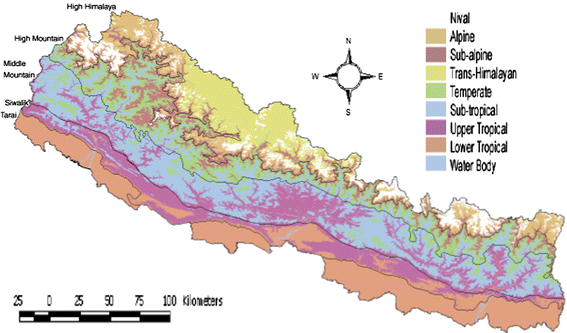 High Himalaya
High Mountain
Middle
Mountain
Siwalik
Tarai
N
W E
S
Nival
Alpine
Sub-alpine
Trans-Himalayan
Temperate
Sub-tropical
Upper Tropical
Lower Tropical
Water Body
25 0 25 50 75 100 Kilometers